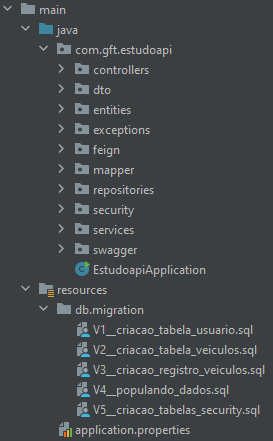 main
java
com.gft.estudoapi
controllers
dto
entities
exceptions
feign
mapper
repositories
security
services
swagger
EstudoapiApplication
resources
db.migration
V1__criacao_tabela_usuario.sql
V2__criacao_tabela_veiculos.sql
V3__criacao_registro_veiculos.sql
V4__populando_dados.sql
V5__criacao_tabelas_security.sql
application.properties